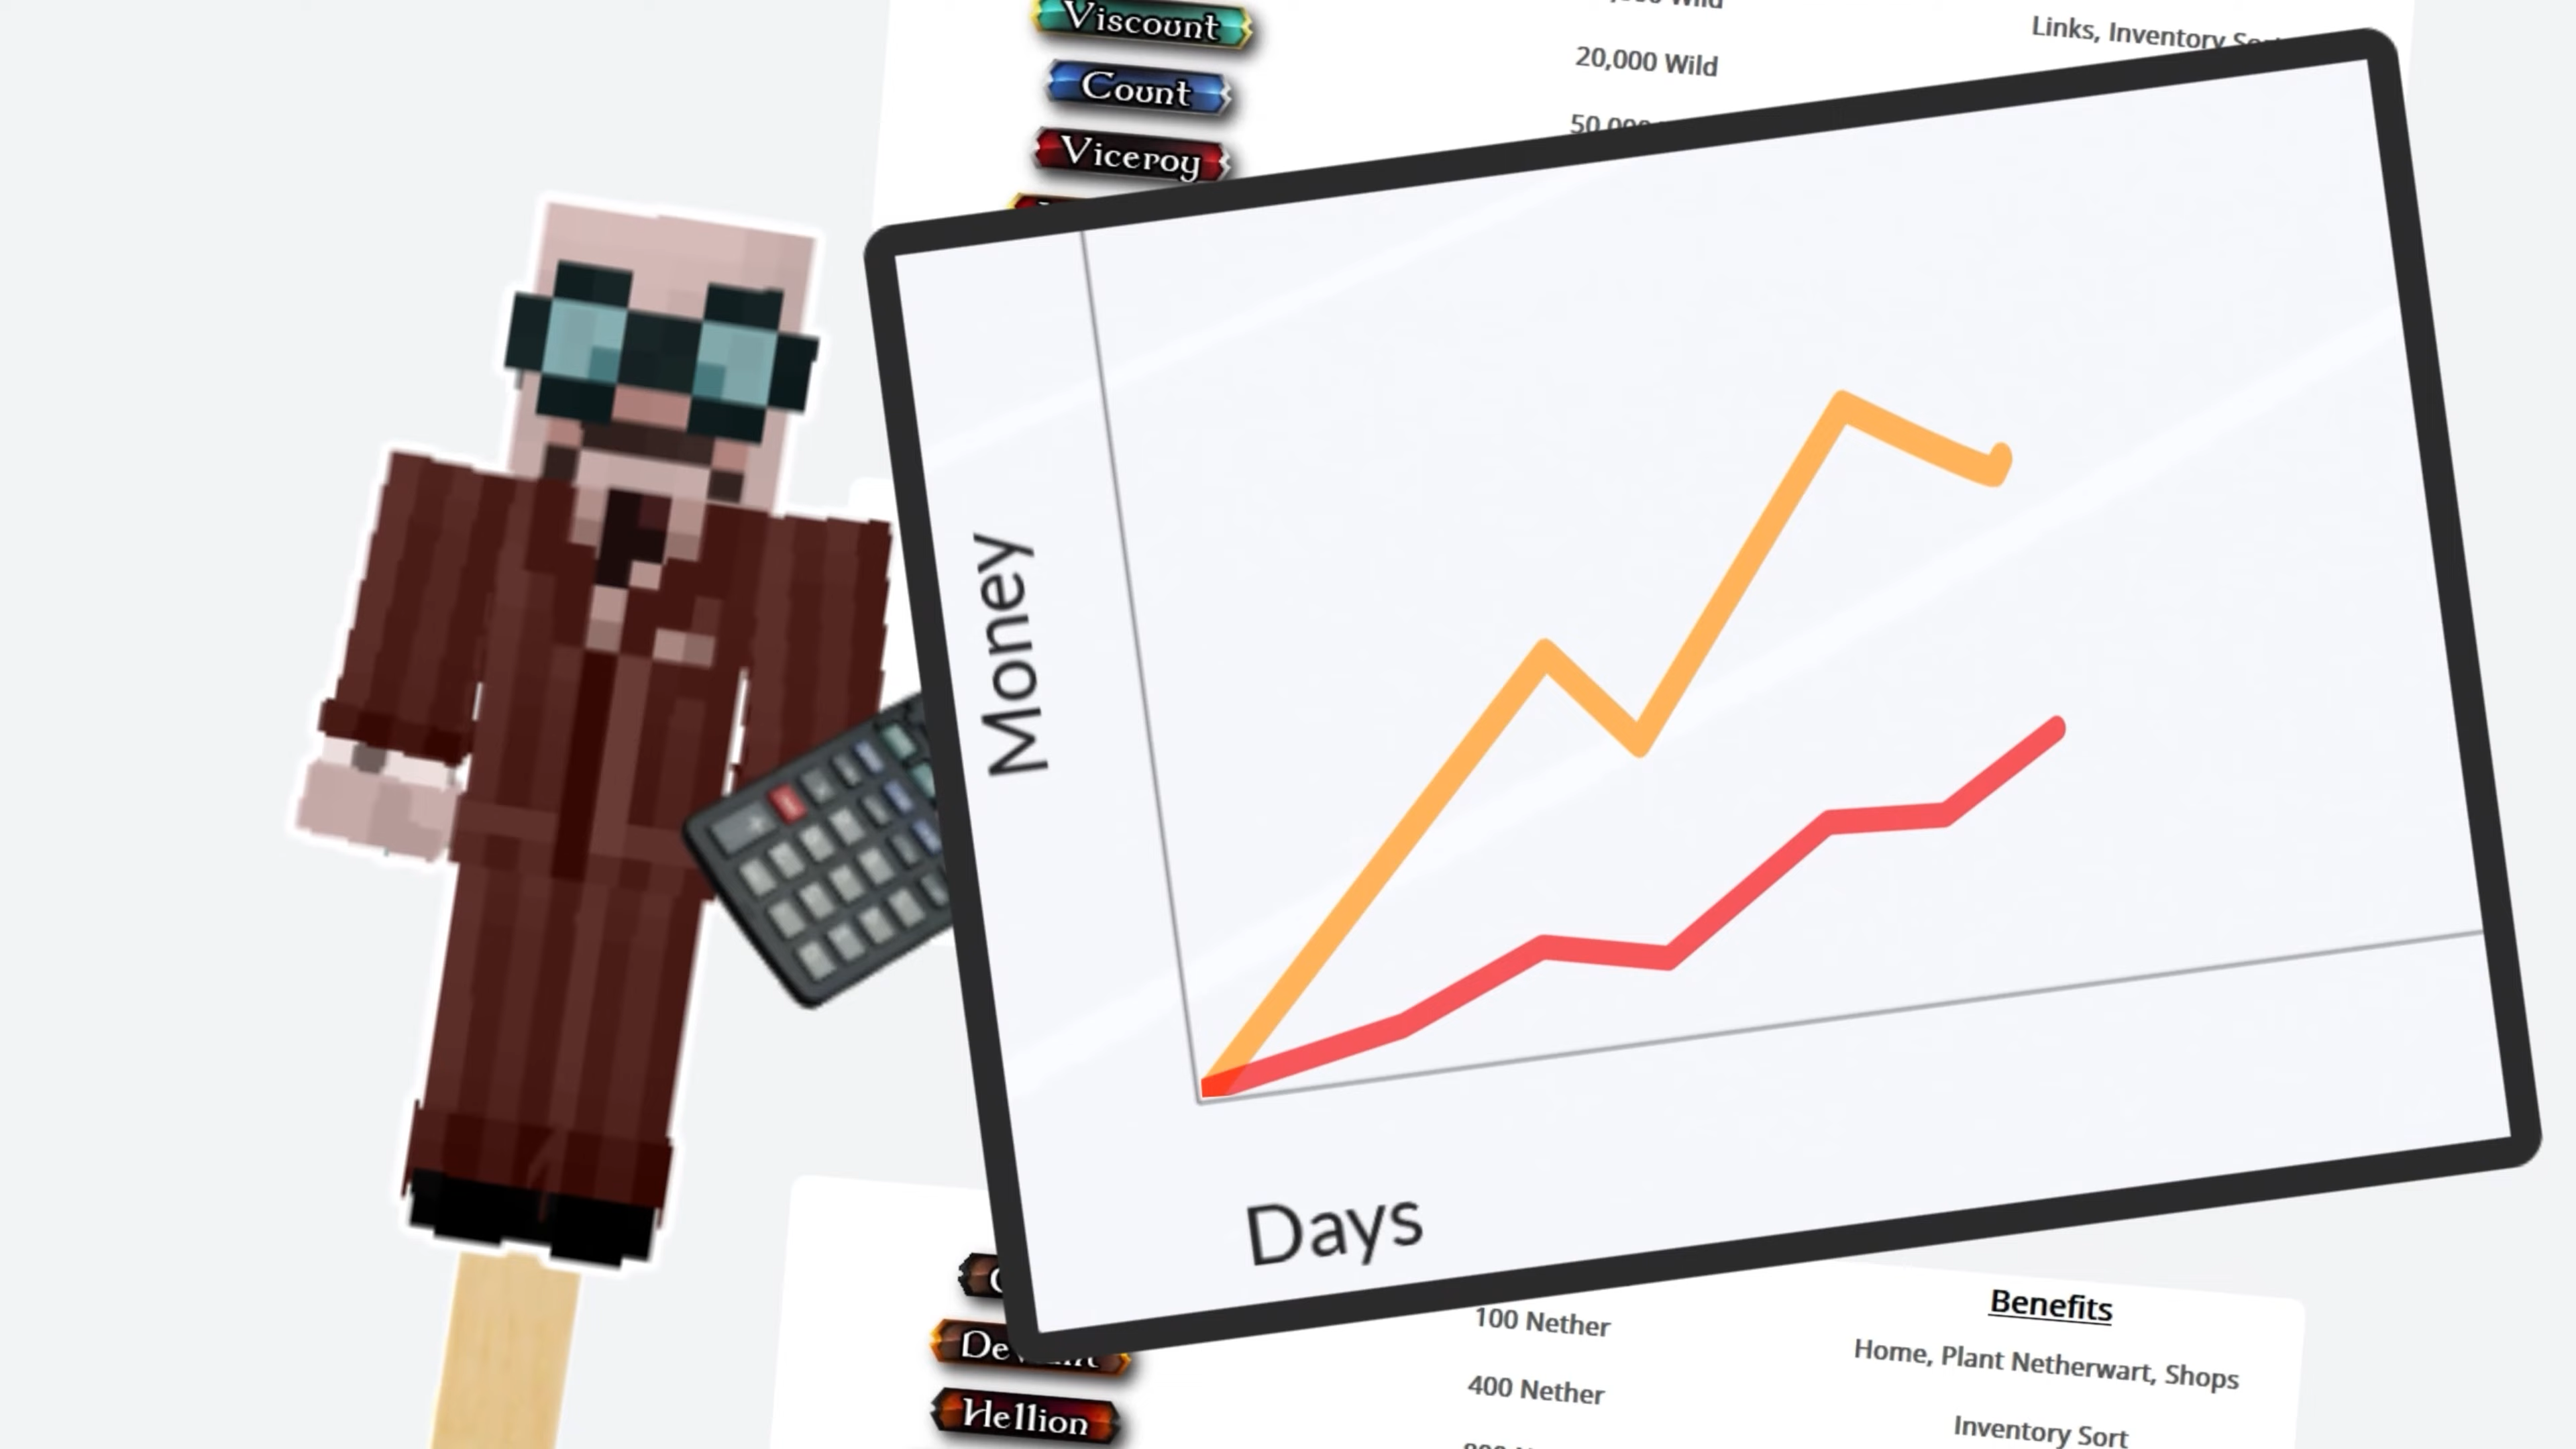 Viscount
Links, Inventory
Count
20,000 Wild
Viceroy
Money
Days
100 Nether
Benefits
Home, Plant Netherwart, Shops
Hellion
400 Nether
Inventory Sort